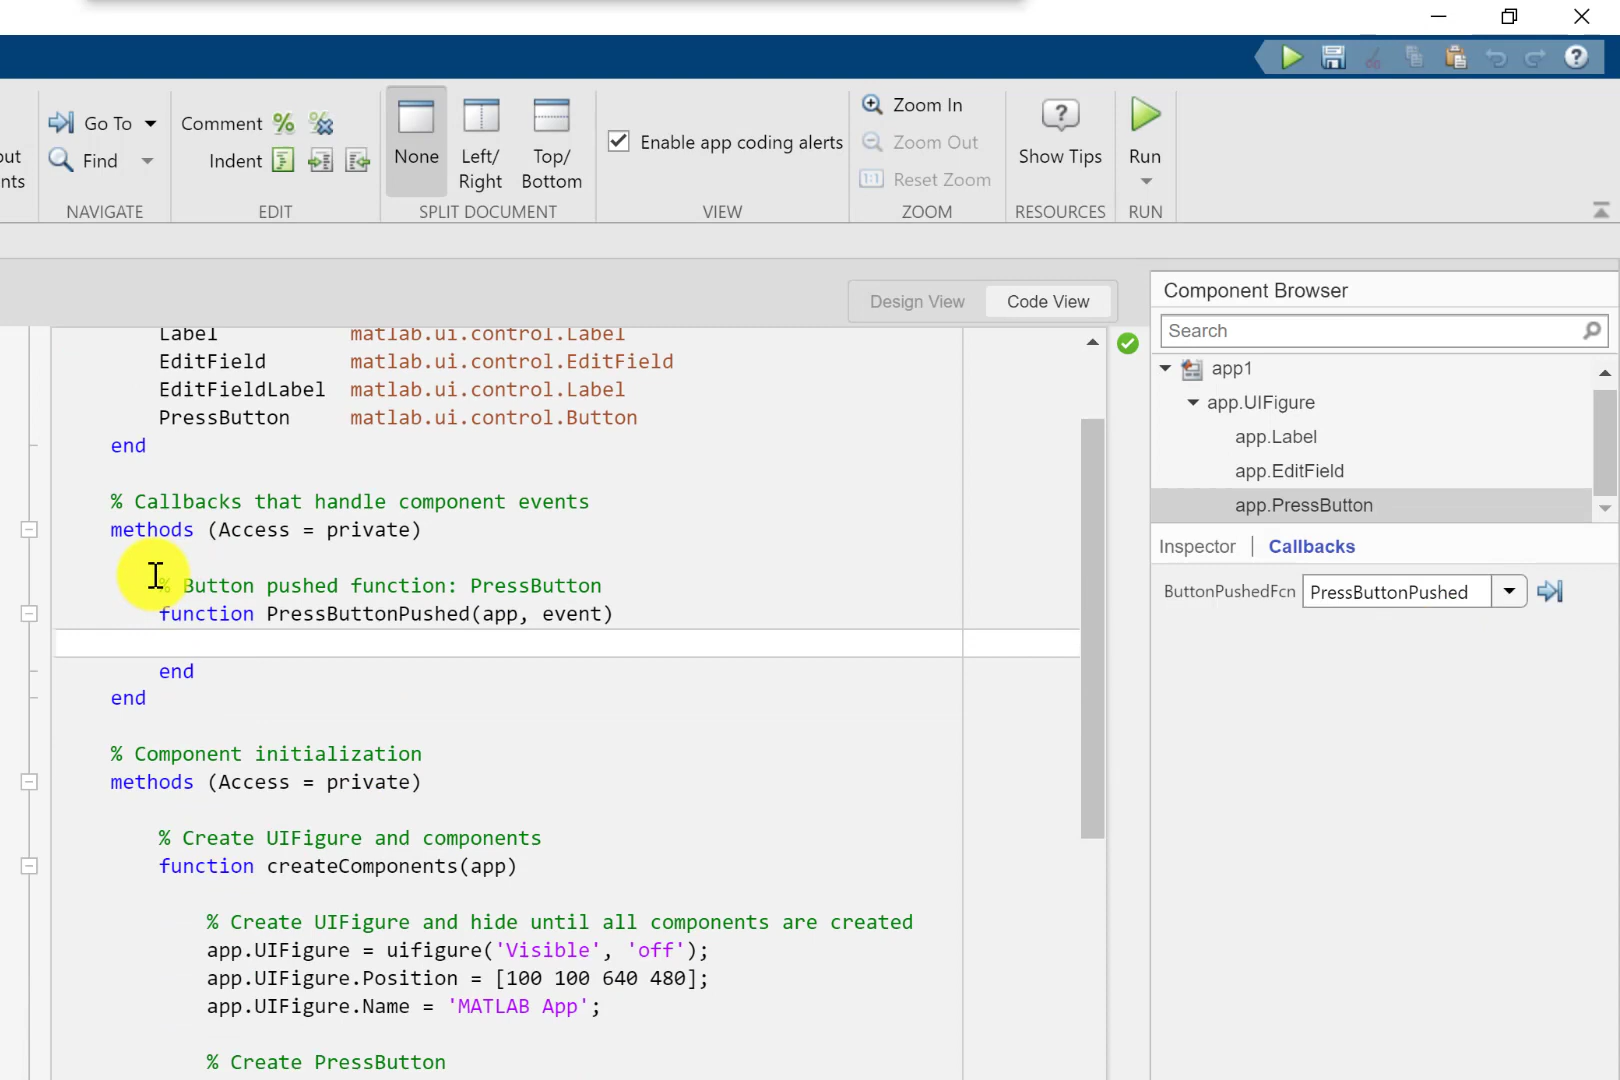 out
nts
Go To
Find
NAVIGATE
Comment %
Indent
EDIT
None
Left/
Right
Top/
Bottom
SPLIT DOCUMENT
Enable app coding alerts
VIEW
Zoom In
Zoom Out
1:1 Reset Zoom
ZOOM
? 
Show Tips
RESOURCES
Run
RUN
?
Design View
Code View
Label matlab.ui.control.Label
EditField matlab.ui.control.EditField
EditFieldLabel matlab.ui.control.Label
PressButton matlab.ui.control.Button
end
% Callbacks that handle component events
methods (Access = private)
% Button pushed function: PressButton
function PressButtonPushed(app, event)
end
end
% Component initialization
methods (Access = private)
% Create UIFigure and components
function createComponents(app)
% Create UIFigure and hide until all components are created
app.UIFigure = uifigure('Visible', 'off');
app.UIFigure.Position = [100 100 640 480];
app.UIFigure.Name = 'MATLAB App';
% Create PressButton
Component Browser
Search
app1
app.UIFigure
app.Label
app.EditField
app.PressButton
Inspector | Callbacks
ButtonPushedFcn PressButtonPushed